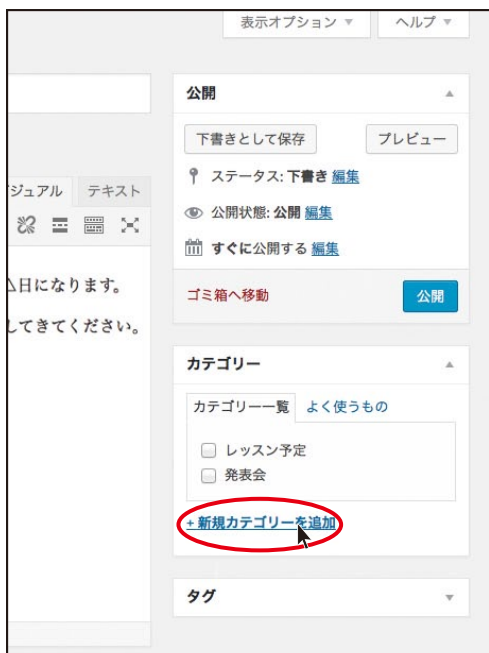 表示オプション ヘルプ
公開
下書きとして保存 プレビュー
ステータス: 下書き 編集
ジュアル テキスト
公開状態: 公開 編集
すぐに公開する 編集
日になります。
ゴミ箱へ移動 公開
してきてください。
カテゴリー
カテゴリー一覧 よく使うもの
レッスン予定
発表会
+ 新規カテゴリーを追加
タグ